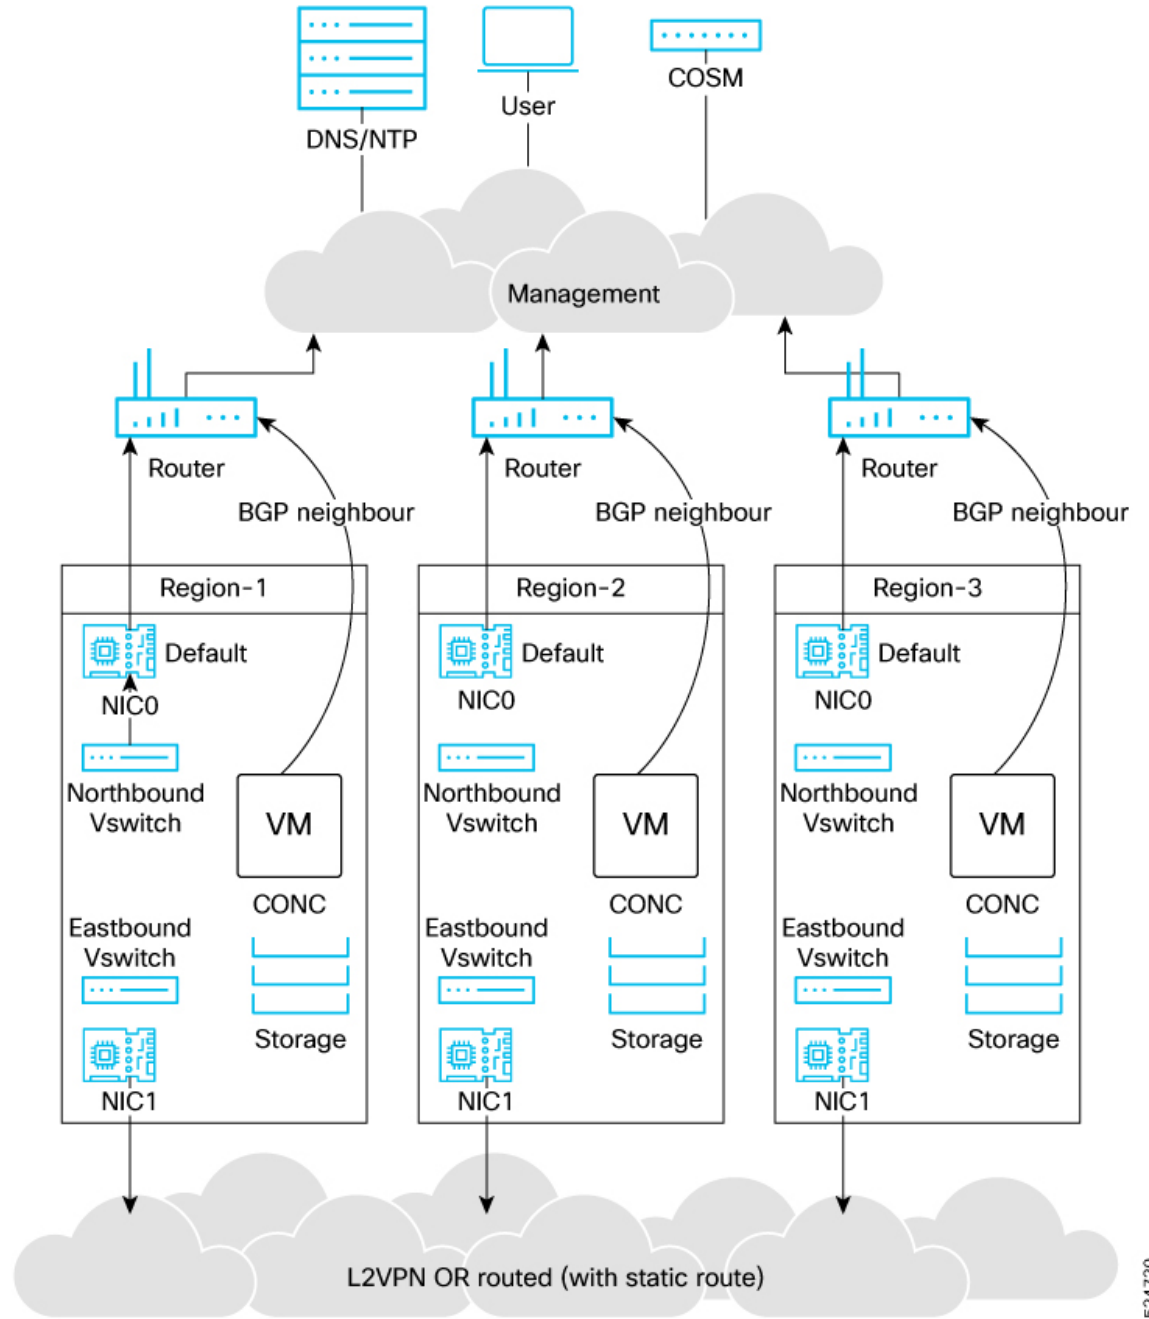 DNS/NTP
User
COSM
Management
Router
Router
Router
BGP neighbour
BGP neighbour
BGP neighbour
Region-1
Region-2
Region-3
Default
NIC0
Default
NIC0
Default
NIC0
Northbound
Vswitch
VM
CONC
Northbound
Vswitch
VM
CONC
Northbound
Vswitch
VM
CONC
Eastbound
Vswitch
Storage
NIC1
Eastbound
Vswitch
Storage
NIC1
Eastbound
Vswitch
Storage
NIC1
L2VPN OR routed (with static route)